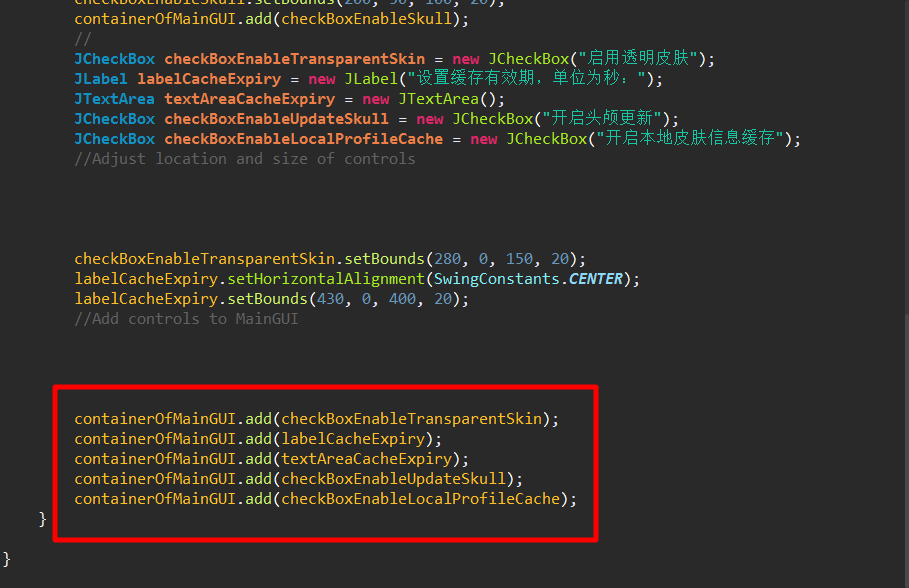 checkBoxEnableSkull.setBounds(200, 50, 160, 20);
containerOfMainGUI.add(checkBoxEnableSkull);
//
JCheckBox checkBoxEnableTransparentSkin = new JCheckBox("启用透明皮肤");
JLabel labelCacheExpiry = new JLabel("设置缓存有效期，单位为秒：");
JTextArea textAreaCacheExpiry = new JTextArea();
JCheckBox checkBoxEnableUpdateSkull = new JCheckBox("开启头颅更新");
JCheckBox checkBoxEnableLocalProfileCache = new JCheckBox("开启本地皮肤信息缓存");
//Adjust location and size of controls
checkBoxEnableTransparentSkin.setBounds(280, 0, 150, 20);
labelCacheExpiry.setHorizontalAlignment(SwingConstants.CENTER);
labelCacheExpiry.setBounds(430, 0, 400, 20);
//Add controls to MainGUI
containerOfMainGUI.add(checkBoxEnableTransparentSkin);
containerOfMainGUI.add(labelCacheExpiry);
containerOfMainGUI.add(textAreaCacheExpiry);
containerOfMainGUI.add(checkBoxEnableUpdateSkull);
containerOfMainGUI.add(checkBoxEnableLocalProfileCache);
}
}